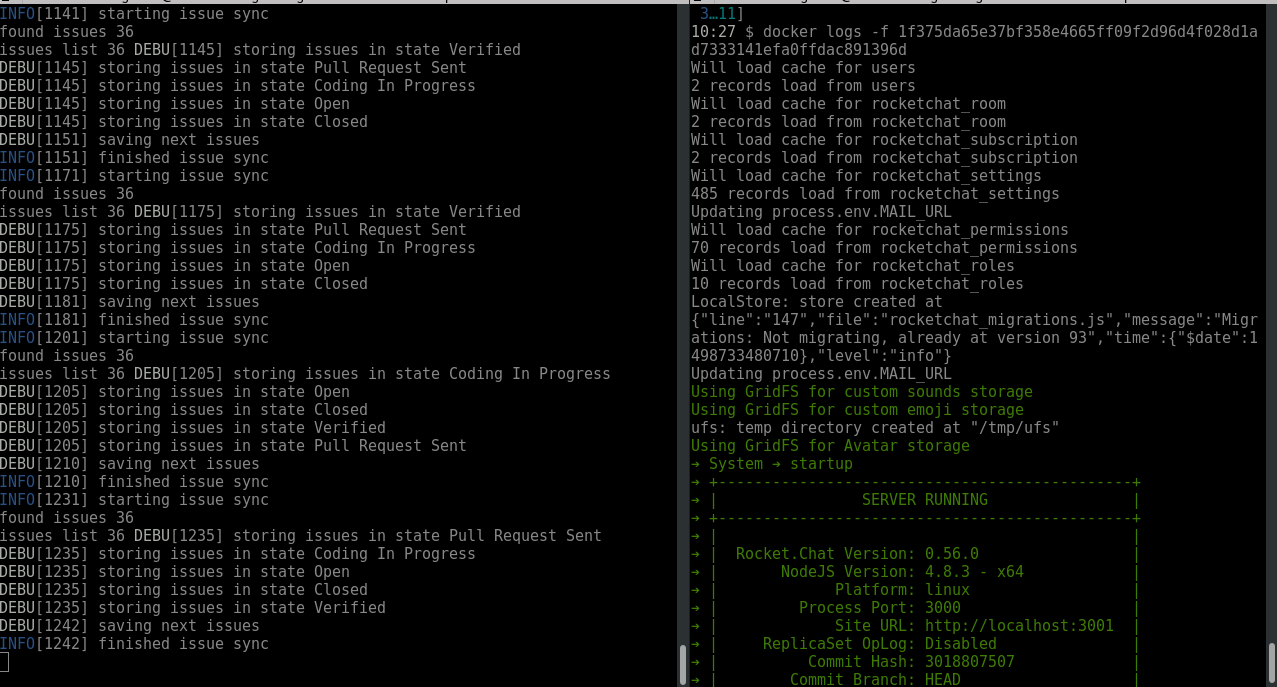 INFO[1141] starting issue sync
found issues 36
issues list 36 DEBU[1145] storing issues in state Verified
DEBU[1145] storing issues in state Pull Request Sent
DEBU[1145] storing issues in state Coding In Progress
DEBU[1145] storing issues in state Open
DEBU[1145] storing issues in state Closed
DEBU[1151] saving next issues
INFO[1151] finished issue sync
INFO[1171] starting issue sync
found issues 36
issues list 36 DEBU[1175] storing issues in state Verified
DEBU[1175] storing issues in state Pull Request Sent
DEBU[1175] storing issues in state Coding In Progress
DEBU[1175] storing issues in state Open
DEBU[1175] storing issues in state Closed
DEBU[1181] saving next issues
INFO[1181] finished issue sync
INFO[1201] starting issue sync
found issues 36
issues list 36 DEBU[1205] storing issues in state Coding In Progress
DEBU[1205] storing issues in state Open
DEBU[1205] storing issues in state Closed
DEBU[1205] storing issues in state Verified
DEBU[1205] storing issues in state Pull Request Sent
DEBU[1210] saving next issues
INFO[1210] finished issue sync
INFO[1231] starting issue sync
found issues 36
issues list 36 DEBU[1235] storing issues in state Pull Request Sent
DEBU[1235] storing issues in state Coding In Progress
DEBU[1235] storing issues in state Open
DEBU[1235] storing issues in state Closed
DEBU[1235] storing issues in state Verified
DEBU[1242] saving next issues
INFO[1242] finished issue sync
3…11]
10:27 $ docker logs -f 1f375da65e37bf358e4665ff09f2d96d4f028d1a
d7333141efa0ffdac891396d
Will load cache for users
2 records load from users
Will load cache for rocketchat_room
2 records load from rocketchat_room
Will load cache for rocketchat_subscription
2 records load from rocketchat_subscription
Will load cache for rocketchat_settings
485 records load from rocketchat_settings
Updating process.env.MAIL_URL
Will load cache for rocketchat_permissions
70 records load from rocketchat_permissions
Will load cache for rocketchat_roles
10 records load from rocketchat_roles
LocalStore: store created at
{"line":"147","file":"rocketchat_migrations.js","message":"Migr
ations: Not migrating, already at version 93","time":{"$date":1
498733480710},"level":"info"}
Updating process.env.MAIL_URL
Using GridFS for custom sounds storage
Using GridFS for custom emoji storage
ufs: temp directory created at "/tmp/ufs"
Using GridFS for Avatar storage
➔ System ➔ startup
➔ +----------------------------------------------+
➔ |                SERVER RUNNING                |
➔ +----------------------------------------------+
➔ |                                              |
➔ |  Rocket.Chat Version: 0.56.0                 |
➔ |       NodeJS Version: 4.8.3 - x64            |
➔ |             Platform: linux                  |
➔ |         Process Port: 3000                   |
➔ |             Site URL: http://localhost:3001  |
➔ |     ReplicaSet OpLog: Disabled               |
➔ |          Commit Hash: 3018807507             |
➔ |        Commit Branch: HEAD                   |